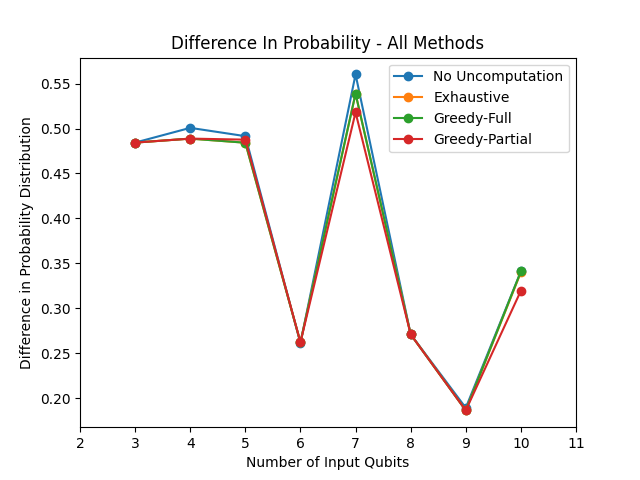 Difference In Probability - All Methods
No Uncomputation
Exhaustive
Greedy-Full
Greedy-Partial
Difference in Probability Distribution
0.55
0.50
0.45
0.40
0.35
0.30
0.25
0.20
2 3 4 5 6 7 8 9 10 11
Number of Input Qubits